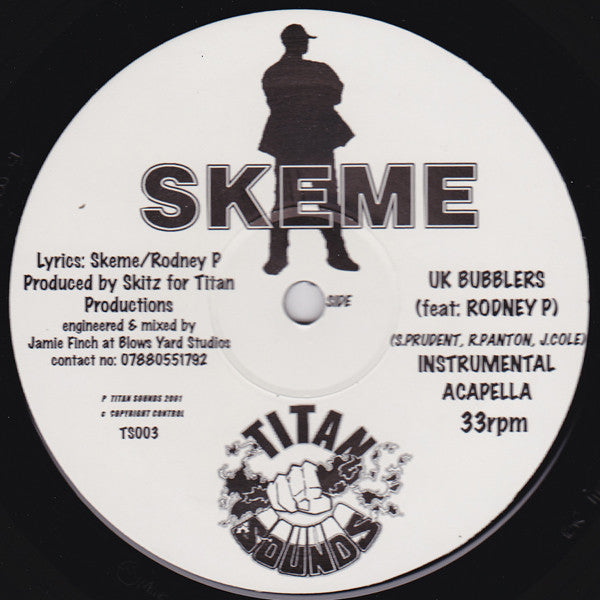 SKEME
Lyrics: Skeme/Rodney P
Produced by Skitz for Titan
Productions
engineered & mixed by
Jamie Finch at Blows Yard Studios
contact no: 07880551792
P TITAN SOUNDS 2001
c COPYRIGHT CONTROL
TS003
SIDE
UK BUBBLERS
(feat: RODNEY P)
(S.PRUDENT, R.PANTON, J.COLE)
INSTRUMENTAL
ACAPELLA
33rpm
TITAN
SOUNDS